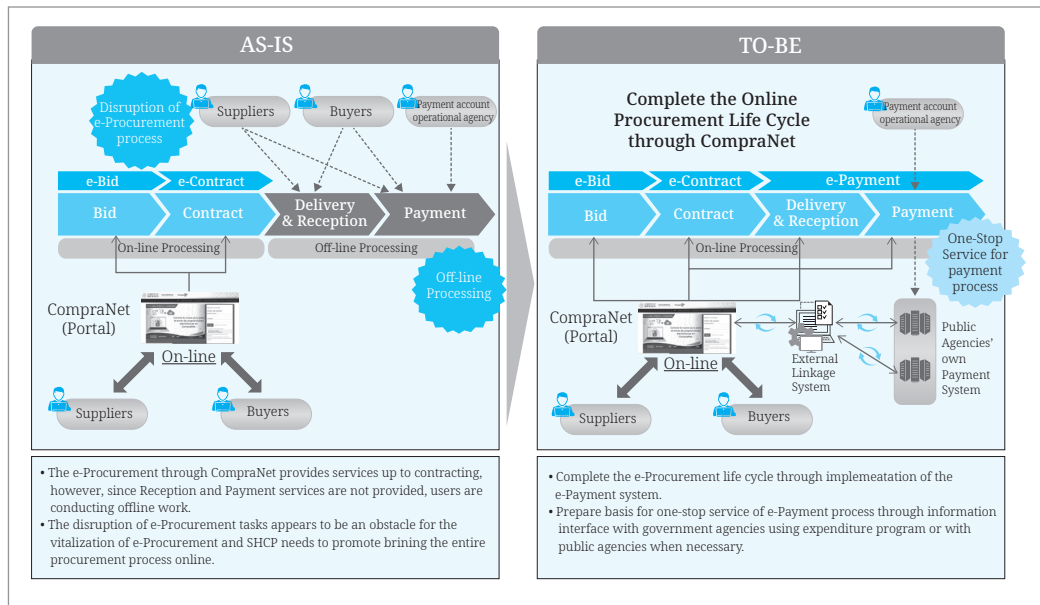 AS-IS
Disruption of
e-Procurement
process
Suppliers
Buyers
Payment account
operational agency
e-Bid
e-Contract
Bid
Contract
Delivery
& Reception
Payment
On-line Processing
Off-line Processing
Off-line
Processing
CompraNet
(Portal)
On-line
Suppliers
Buyers
• The e-Procurement through CompraNet provides services up to contracting,
however, since Reception and Payment services are not provided, users are
conducting offline work.
• The disruption of e-Procurement tasks appears to be an obstacle for the
vitalization of e-Procurement and SHCP needs to promote brining the entire
procurement process online.
TO-BE
Complete the Online
Procurement Life Cycle
through CompraNet
Payment account
operational agency
e-Bid
e-Contract
e-Payment
Bid
Contract
Delivery
& Reception
Payment
On-line Processing
One-Stop
Service for
payment
process
CompraNet
(Portal)
On-line
External
Linkage
System
Public
Agencies'
own
Payment
System
Suppliers
Buyers
• Complete the e-Procurement life cycle through implemeatation of the
e-Payment system.
• Prepare basis for one-stop service of e-Payment process through information
interface with government agencies using expenditure program or with
public agencies when necessary.